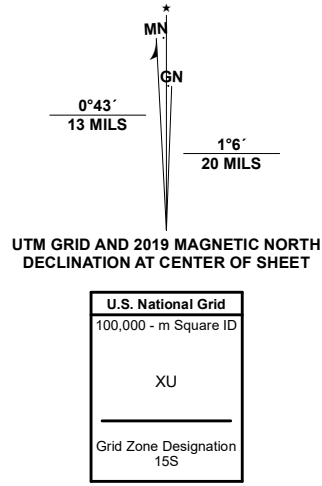 MN
GN
0°43´
13 MILS
1°6´
20 MILS
UTM GRID AND 2019 MAGNETIC NORTH
DECLINATION AT CENTER OF SHEET
U.S. National Grid
100,000 - m Square ID
XU
Grid Zone Designation
15S